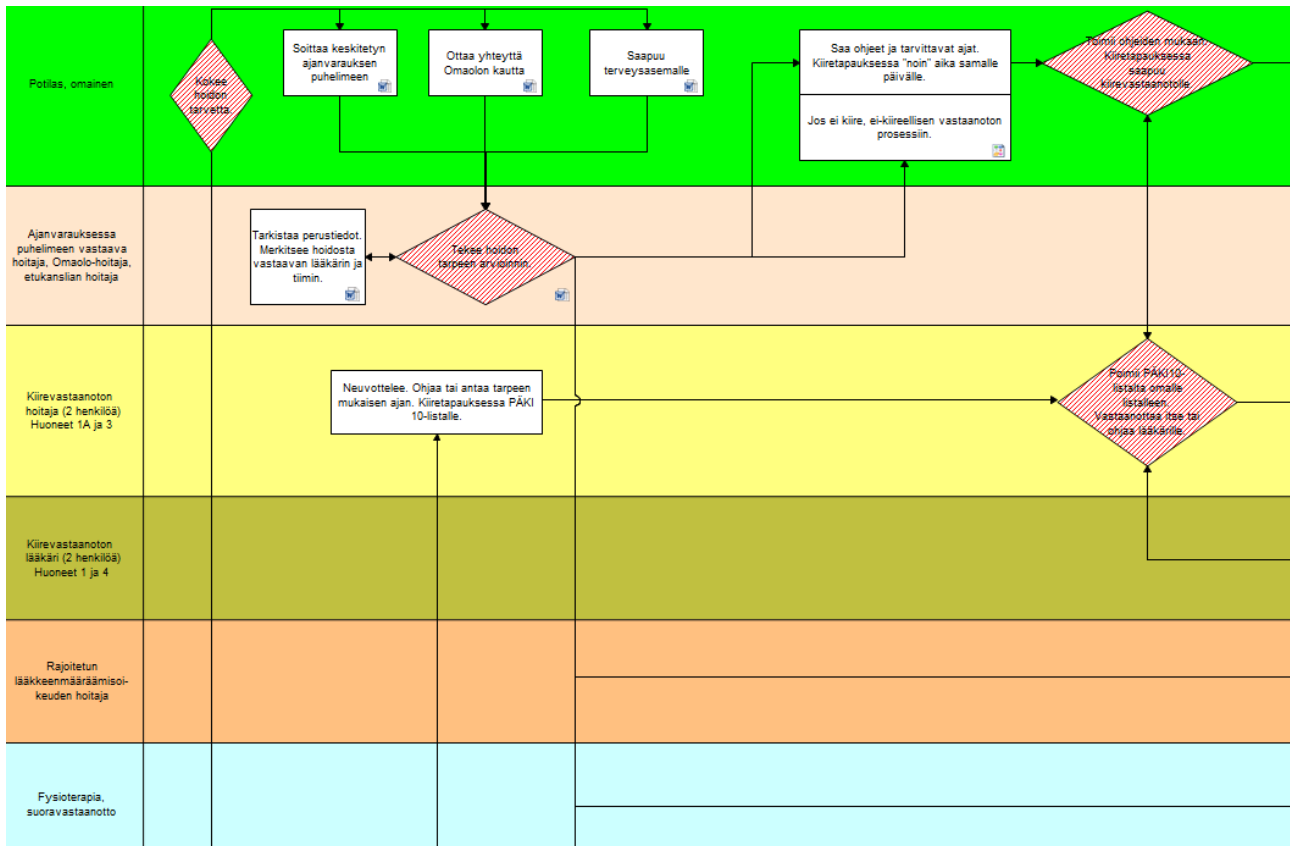 Potilas, omainen
Kokee
hoidon
tarvetta.
Soittaa keskitetyn
ajanvarauksen
puhelimeen
Ottaa yhteyttä
Omaolon kautta
Saapuu
terveysasemalle
Saa ohjeet ja tarvittavat ajat.
Kiiretapauksessa "noin" aika samalle
päivälle.
Jos ei kiire, ei-kiireellisen vastaanoton
prosessiin.
Toimii ohjeiden mukaan.
Kiiretapauksessa
saapuu
kiirevastaanotolle.
Ajanvarauksessa
puhelimeen vastaava
hoitaja, Omaolo-hoitaja,
etukanslian hoitaja
Tarkistaa perustiedot.
Merkitsee hoidosta
vastaavan lääkärin ja
tiimin.
Tekee hoidon
tarpeen arvioinnin.
Kiirevastaanoton
hoitaja (2 henkilöä)
Huoneet 1A ja 3
Neuvottelee. Ohjaa tai antaa tarpeen
mukaisen ajan. Kiiretapauksessa PÄKI
10-listalle.
Poimii PÄKI10-
listalta omalle
listalleen.
Vastaanottaa itse tai
ohjaa lääkärille.
Kiirevastaanoton
lääkäri (2 henkilöä)
Huoneet 1 ja 4
Rajoitetun
lääkkeenmääräämisoi-
keuden hoitaja
Fysioterapia,
suoravastaanotto